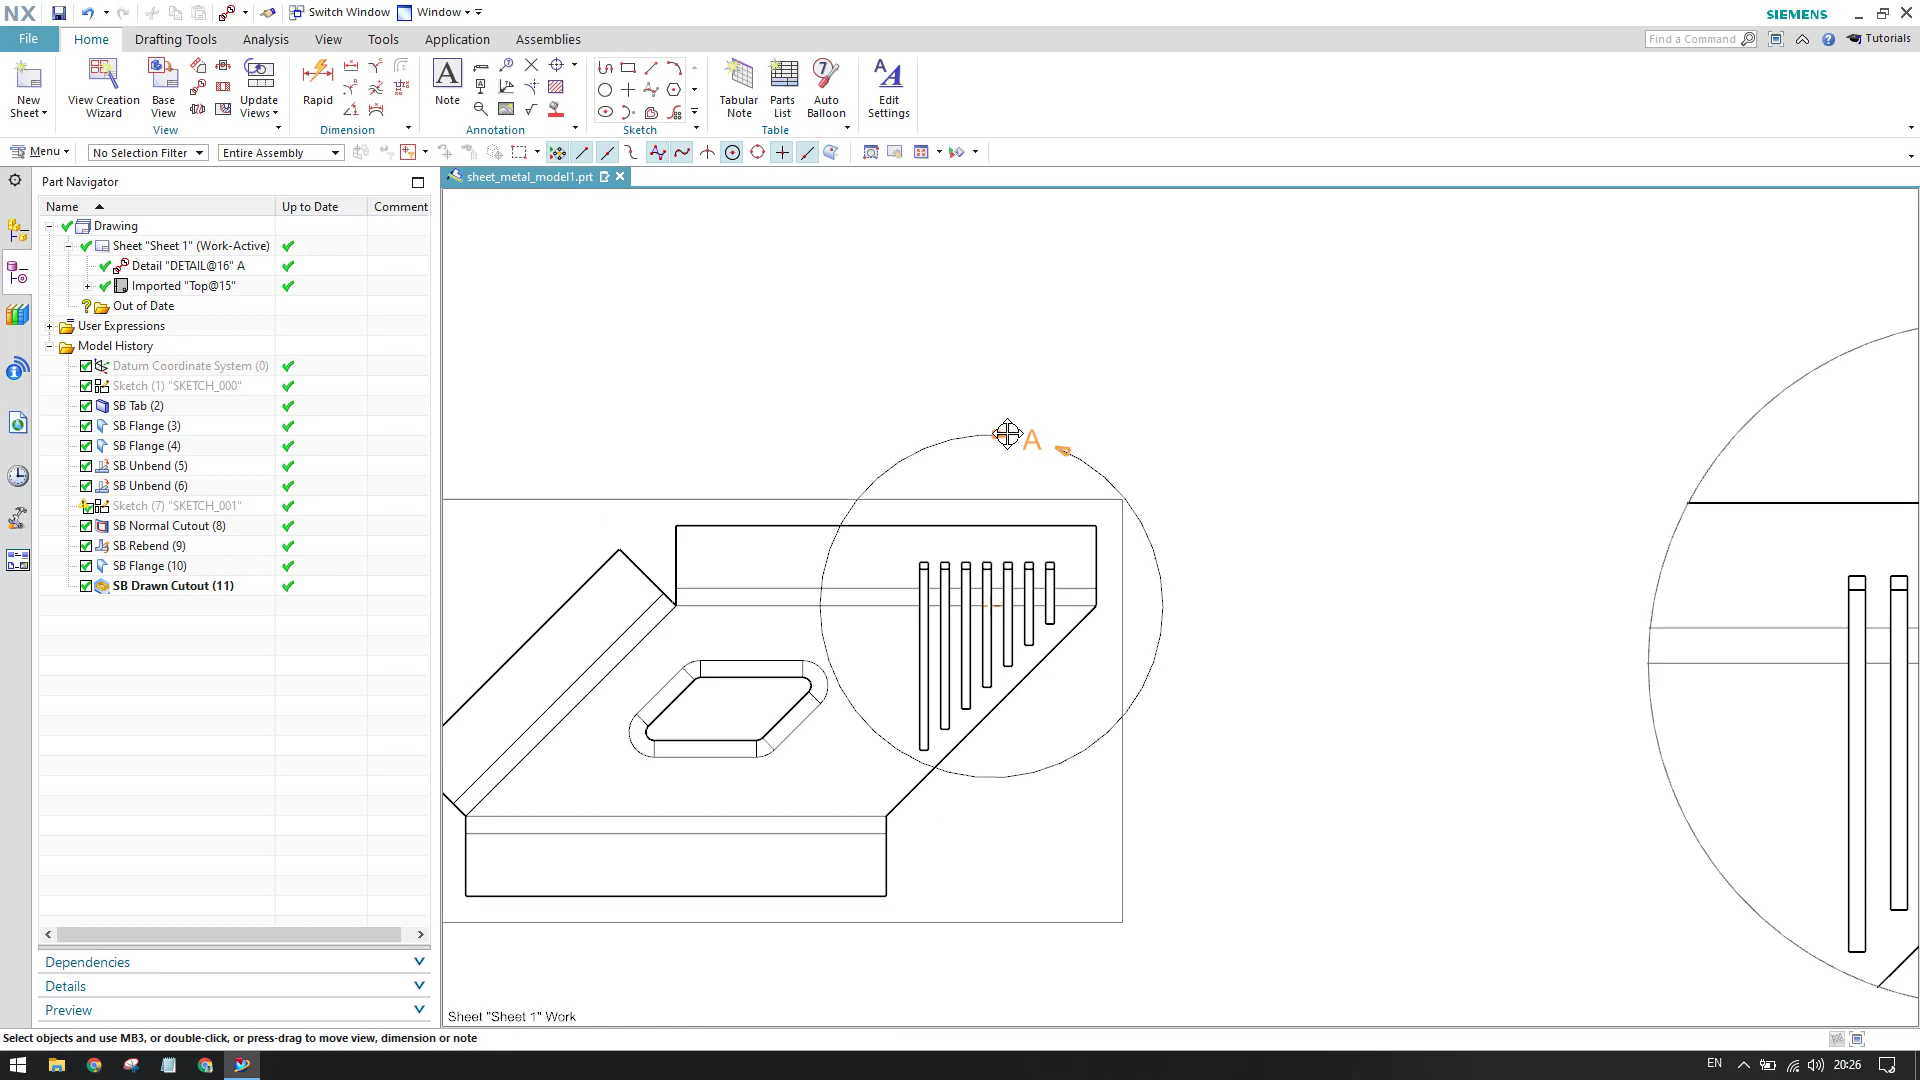 NX
Switch Window
Window
SIEMENS
File
Home
Drafting Tools
Analysis
View
Tools
Application
Assemblies
Find a Command
Tutorials
New Sheet
View Creation Wizard
Base View
Update Views
View
Rapid
Dimension
A
Note
Annotation
Sketch
Tabular Note
Parts List
Auto Balloon
Table
Edit Settings
Menu
No Selection Filter
Entire Assembly
Part Navigator
sheet_metal_model1.prt
Name
Up to Date
Comment
Drawing
Sheet "Sheet 1" (Work-Active)
Detail "DETAIL@16" A
Imported "Top@15"
Out of Date
User Expressions
Model History
Datum Coordinate System (0)
Sketch (1) "SKETCH_000"
SB Tab (2)
SB Flange (3)
SB Flange (4)
SB Unbend (5)
SB Unbend (6)
Sketch (7) "SKETCH_001"
SB Normal Cutout (8)
SB Rebend (9)
SB Flange (10)
SB Drawn Cutout (11)
A
Dependencies
Details
Preview
Sheet "Sheet 1" Work
Select objects and use MB3, or double-click, or press-drag to move view, dimension or note
EN
20:26